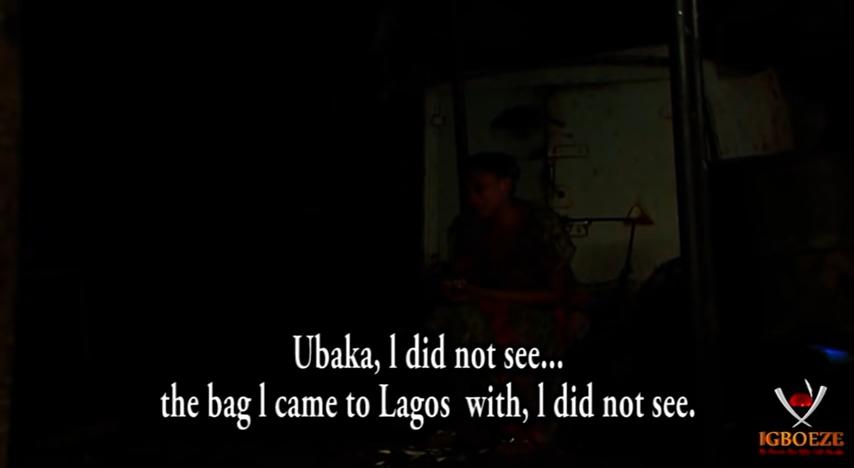 Ubaka, l did not see...
the bag l came to Lagos with, l did not see.
IGBOEZE